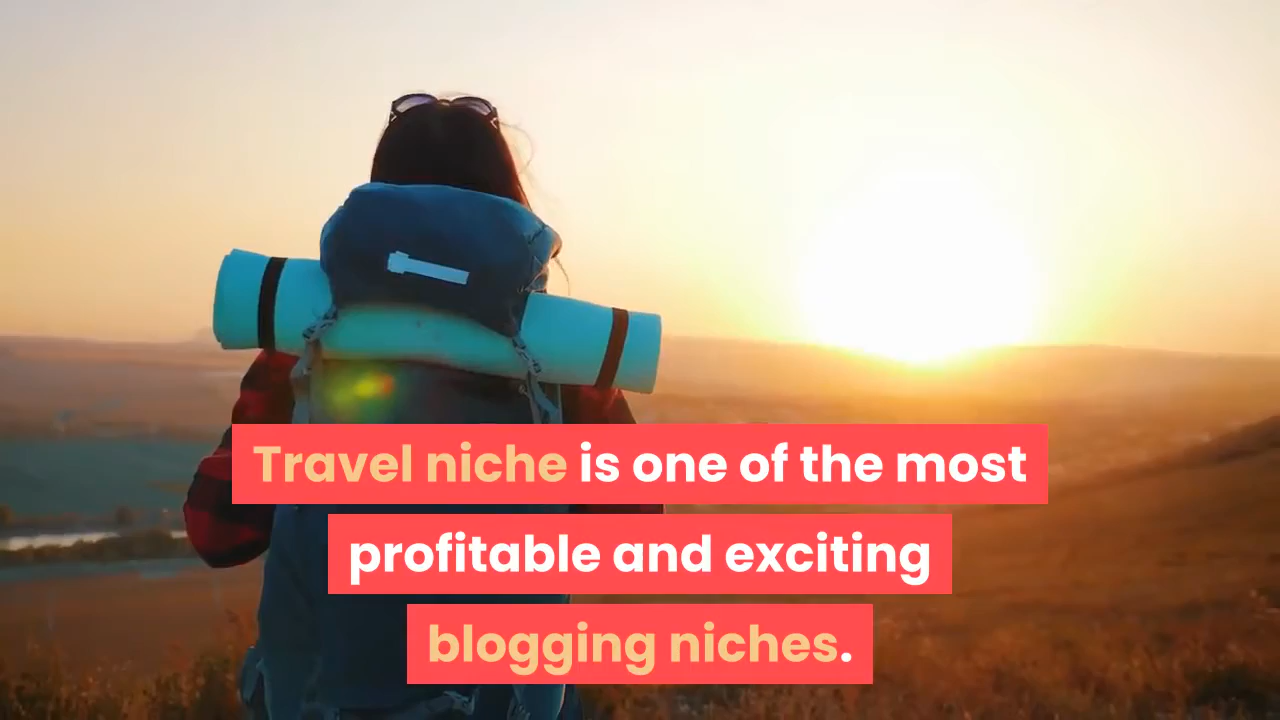 Travel niche is one of the most
profitable and exciting
blogging niches.